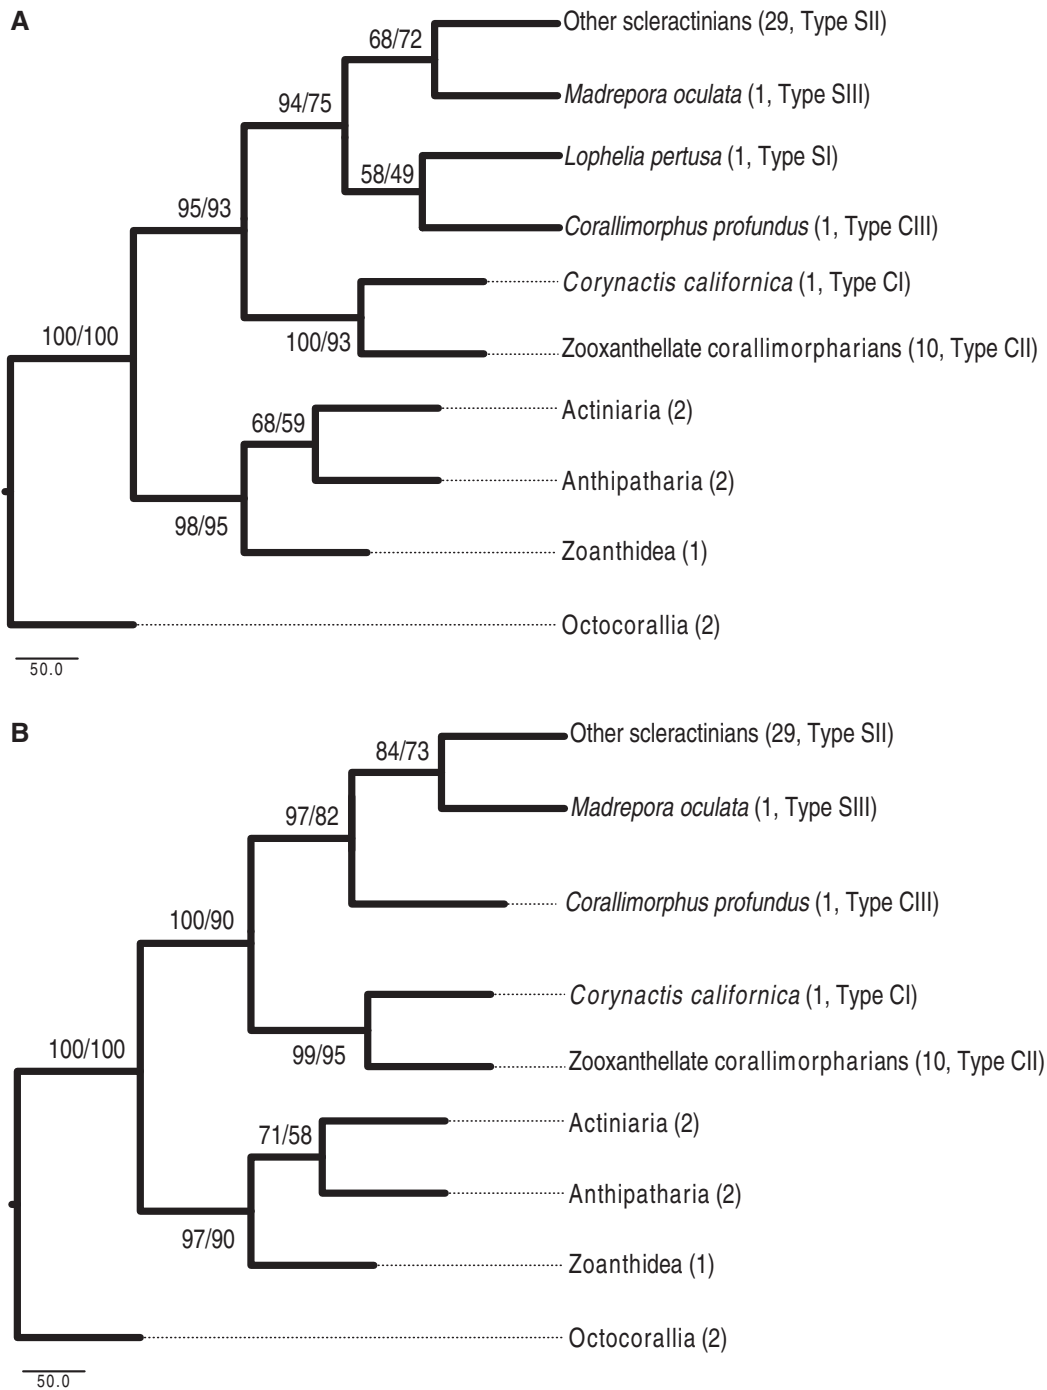 A
Other scleractinians (29, Type SII)
68/72
Madrepora oculata (1, Type SIII)
94/75
Lophelia pertusa (1, Type SI)
58/49
95/93
Corallimorphus profundus (1, Type CIII)
Corynactis californica (1, Type CI)
100/100
100/93
Zooxanthellate corallimorpharians (10, Type CII)
Actiniaria (2)
68/59
Anthipatharia (2)
98/95
Zoanthidea (1)
Octocorallia (2)
50.0
B
Other scleractinians (29, Type SII)
84/73
Madrepora oculata (1, Type SIII)
97/82
Corallimorphus profundus (1, Type CIII)
100/90
Corynactis californica (1, Type CI)
100/100
99/95
Zooxanthellate corallimorpharians (10, Type CII)
Actiniaria (2)
71/58
Anthipatharia (2)
97/90
Zoanthidea (1)
Octocorallia (2)
50.0